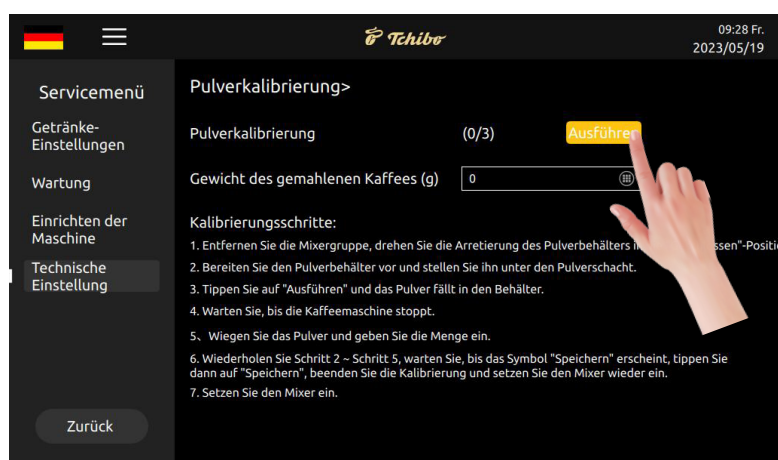 Tchibo
09:28 Fr.
2023/05/19
Servicemenü
Getränke-
Einstellungen
Wartung
Einrichten der
Maschine
Technische
Einstellung
Zurück
Pulverkalibrierung>
Pulverkalibrierung (0/3) Ausführen
Gewicht des gemahlenen Kaffees (g) 0
Kalibrierungsschritte:
1. Entfernen Sie die Mixergruppe, drehen Sie die Arretierung des Pulverbehälters
2. Bereiten Sie den Pulverbehälter vor und stellen Sie ihn unter den Pulverschacht.
3. Tippen Sie auf "Ausführen" und das Pulver fällt in den Behälter.
4. Warten Sie, bis die Kaffeemaschine stoppt.
5、Wiegen Sie das Pulver und geben Sie die Menge ein.
6. Wiederholen Sie Schritt 2 ~ Schritt 5, warten Sie, bis das Symbol "Speichern" erscheint, tippen Sie
dann auf "Speichern", beenden Sie die Kalibrierung und setzen Sie den Mixer wieder ein.
7. Setzen Sie den Mixer ein.